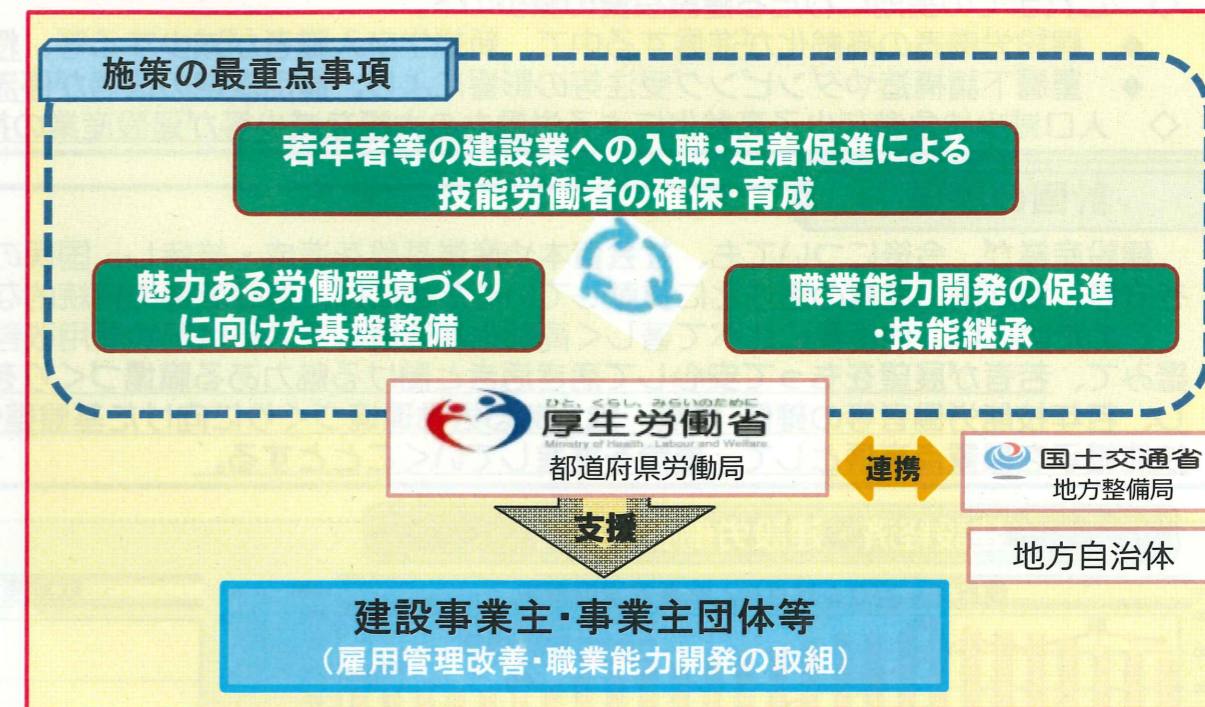 施策の最重点事項
若年者等の建設業への入職・定着促進による
技能労働者の確保・育成
魅力ある労働環境づくり
に向けた基盤整備
職業能力開発の促進
・技能継承
ひと、くらし、みらいのために
厚生労働省
Ministry of Health, Labour and Welfare
都道府県労働局
連携
国土交通省
地方整備局
地方自治体
支援
建設事業主・事業主団体等
（雇用管理改善・職業能力開発の取組）